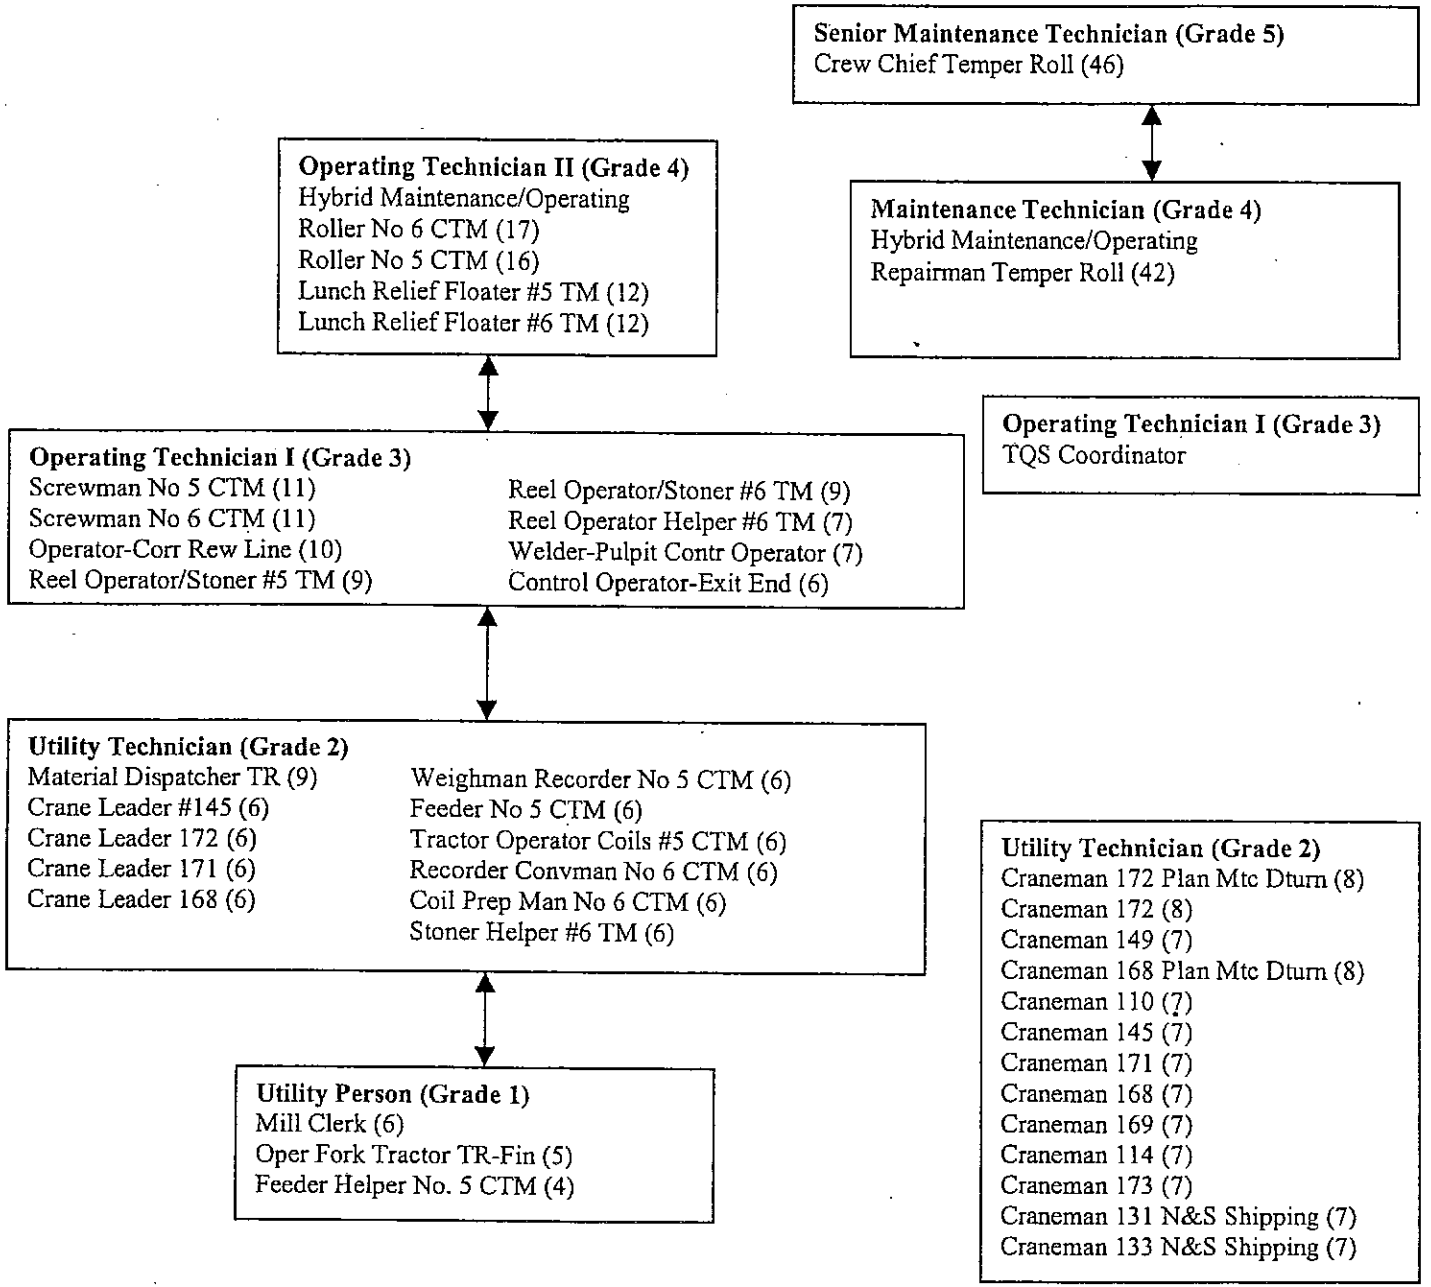 Senior Maintenance Technician (Grade 5)
Crew Chief Temper Roll (46)
Operating Technician II (Grade 4)
Hybrid Maintenance/Operating
Roller No 6 CTM (17)
Roller No 5 CTM (16)
Lunch Relief Floater #5 TM (12)
Lunch Relief Floater #6 TM (12)
Maintenance Technician (Grade 4)
Hybrid Maintenance/Operating
Repairman Temper Roll (42)
Operating Technician I (Grade 3)
TQS Coordinator
Operating Technician I (Grade 3)
Screwman No 5 CTM (11)
Screwman No 6 CTM (11)
Operator-Corr Rew Line (10)
Reel Operator/Stoner #5 TM (9)
Reel Operator/Stoner #6 TM (9)
Reel Operator Helper #6 TM (7)
Welder-Pulpit Contr Operator (7)
Control Operator-Exit End (6)
Utility Technician (Grade 2)
Material Dispatcher TR (9)
Crane Leader #145 (6)
Crane Leader 172 (6)
Crane Leader 171 (6)
Crane Leader 168 (6)
Weighman Recorder No 5 CTM (6)
Feeder No 5 CTM (6)
Tractor Operator Coils #5 CTM (6)
Recorder Convman No 6 CTM (6)
Coil Prep Man No 6 CTM (6)
Stoner Helper #6 TM (6)
Utility Technician (Grade 2)
Craneman 172 Plan Mtc Dturn (8)
Craneman 172 (8)
Craneman 149 (7)
Craneman 168 Plan Mtc Dturn (8)
Craneman 110 (7)
Craneman 145 (7)
Craneman 171 (7)
Craneman 168 (7)
Craneman 169 (7)
Craneman 114 (7)
Craneman 173 (7)
Craneman 131 N&S Shipping (7)
Craneman 133 N&S Shipping (7)
Utility Person (Grade 1)
Mill Clerk (6)
Oper Fork Tractor TR-Fin (5)
Feeder Helper No. 5 CTM (4)